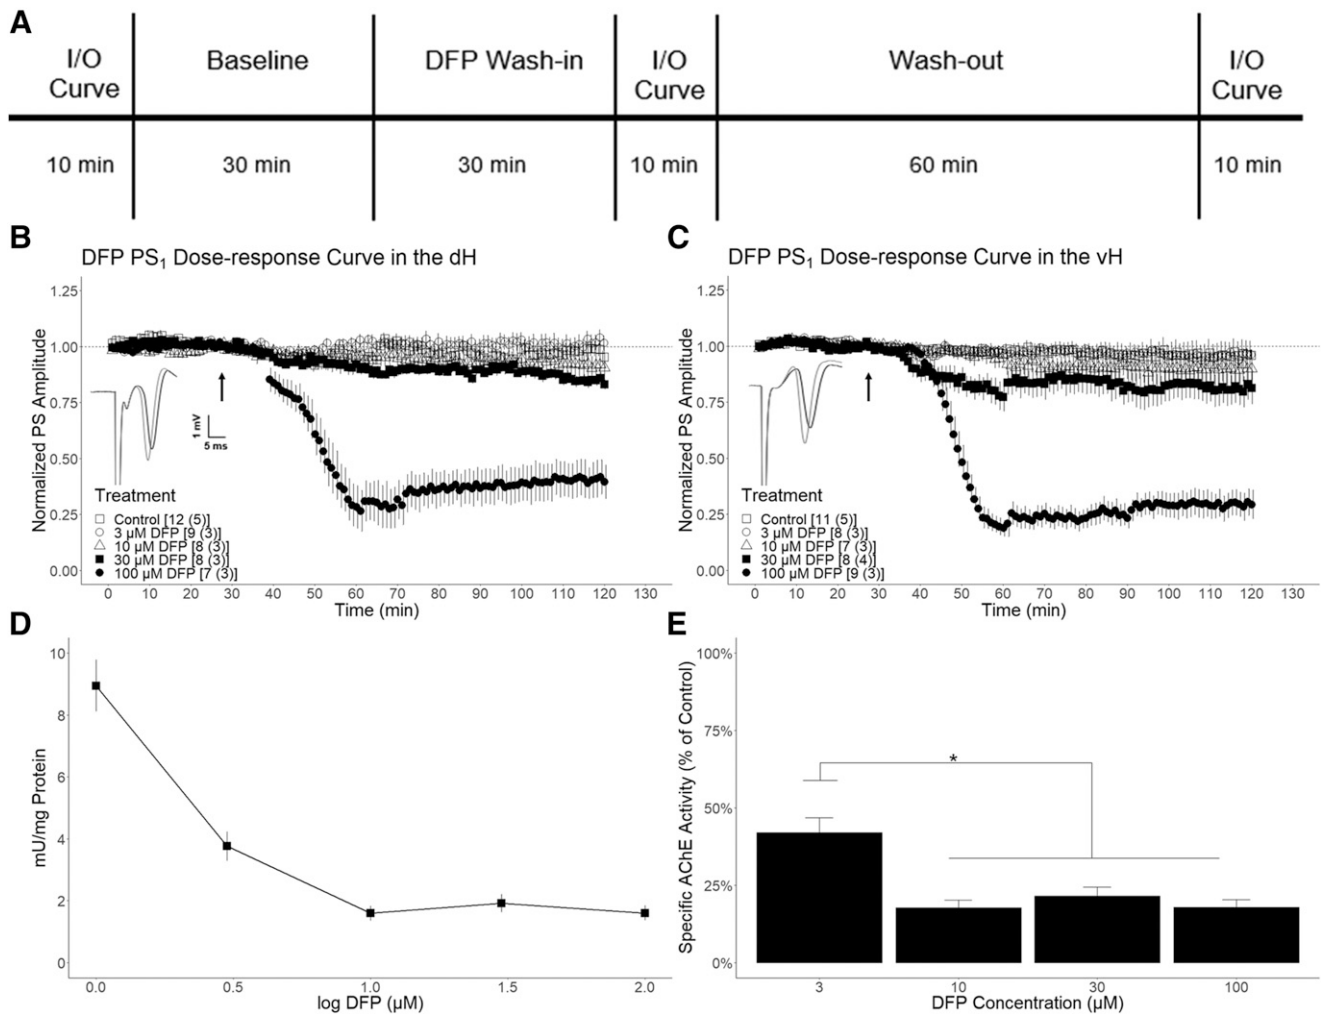 A
I/O Curve
Baseline
DFP Wash-in
I/O Curve
Wash-out
I/O Curve
10 min
30 min
30 min
10 min
60 min
10 min
B
DFP PS₁ Dose-response Curve in the dH
Normalized PS Amplitude
1.25
1.00
0.75
0.50
0.25
0.00
1 mV
5 ms
Treatment
Control [12 (5)]
3 µM DFP [9 (3)]
10 µM DFP [8 (3)]
30 µM DFP [8 (3)]
100 µM DFP [7 (3)]
0 10 20 30 40 50 60 70 80 90 100 110 120 130
Time (min)
C
DFP PS₁ Dose-response Curve in the vH
Normalized PS Amplitude
1.25
1.00
0.75
0.50
0.25
0.00
Treatment
Control [11 (5)]
3 µM DFP [8 (3)]
10 µM DFP [7 (3)]
30 µM DFP [8 (4)]
100 µM DFP [9 (3)]
0 10 20 30 40 50 60 70 80 90 100 110 120 130
Time (min)
D
mU/mg Protein
10
8
6
4
2
0
0.0 0.5 1.0 1.5 2.0
log DFP (µM)
E
Specific AChE Activity (% of Control)
100%
75%
50%
25%
0%
*
3 10 30 100
DFP Concentration (µM)